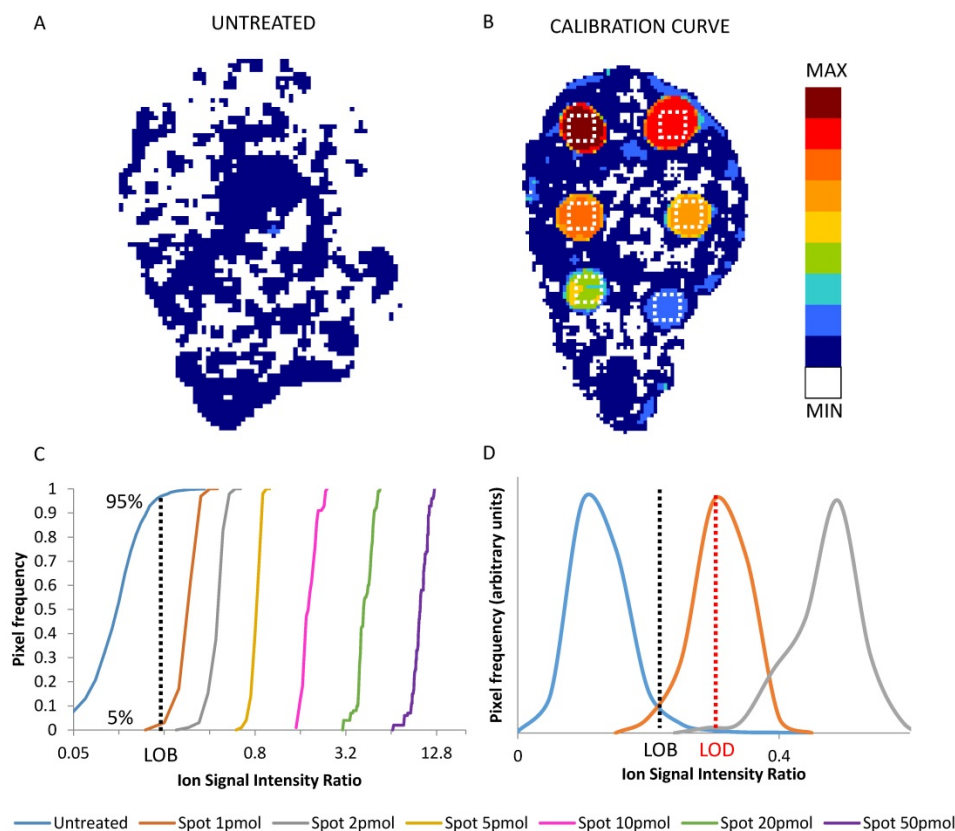 A
UNTREATED
B
CALIBRATION CURVE
MAX
MIN
C
Pixel frequency
1
0.9
0.8
0.7
0.6
0.5
0.4
0.3
0.2
0.1
0
95%
5%
0.05
LOB
0.8
3.2
12.8
Ion Signal Intensity Ratio
D
Pixel frequency (arbitrary units)
0
LOB
LOD
0.4
Ion Signal Intensity Ratio
Untreated
Spot 1pmol
Spot 2pmol
Spot 5pmol
Spot 10pmol
Spot 20pmol
Spot 50pmol